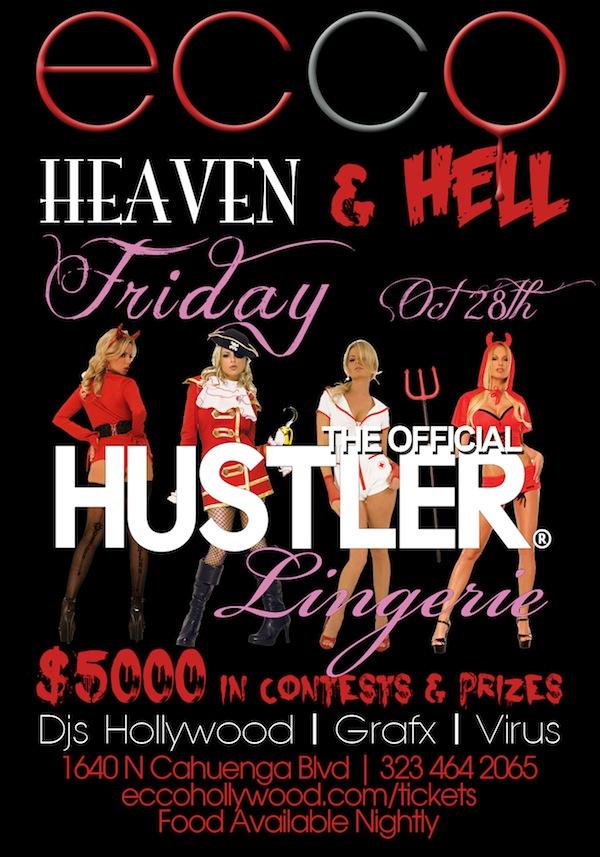 ecco
HEAVEN & HELL
Friday Oct 28th
THE OFFICIAL
HUSTLER®
Lingerie
$5000 IN CONTESTS & PRIZES
Djs Hollywood | Grafx | Virus
1640 N Cahuenga Blvd | 323 464 2065
eccohollywood.com/tickets
Food Available Nightly